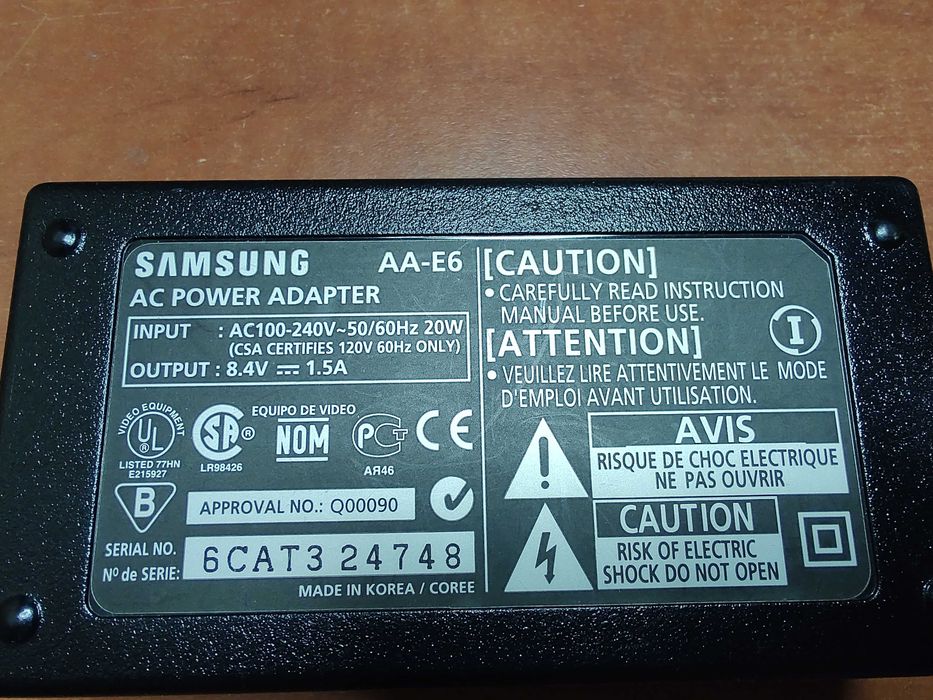 SAMSUNG AA-E6
AC POWER ADAPTER
INPUT : AC100-240V~50/60Hz 20W
(CSA CERTIFIES 120V 60Hz ONLY)
OUTPUT : 8.4V ⎓ 1.5A
VIDEO EQUIPMENT
UL ®
LISTED 77HN
E215927
SA ®
LR98426
EQUIPO DE VIDEO
NOM
РСТ
АЯ46
CE
B
APPROVAL NO.: Q00090
SERIAL NO.
Nº de SERIE:
6CAT3 24748
MADE IN KOREA / COREE
[CAUTION]
• CAREFULLY READ INSTRUCTION
MANUAL BEFORE USE.
[ATTENTION]
• VEUILLEZ LIRE ATTENTIVEMENT LE MODE
D'EMPLOI AVANT UTILISATION.
I
AVIS
RISQUE DE CHOC ELECTRIQUE
NE PAS OUVRIR
CAUTION
RISK OF ELECTRIC
SHOCK DO NOT OPEN